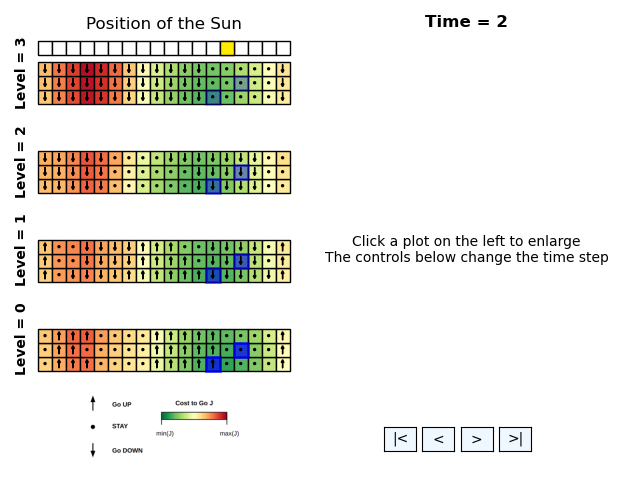 Position of the Sun
Time = 2
Level = 3
Level = 2
Level = 1
Level = 0
Click a plot on the left to enlarge
The controls below change the time step
Go UP
STAY
Go DOWN
Cost to Go J
min(J) max(J)
|< < > >|